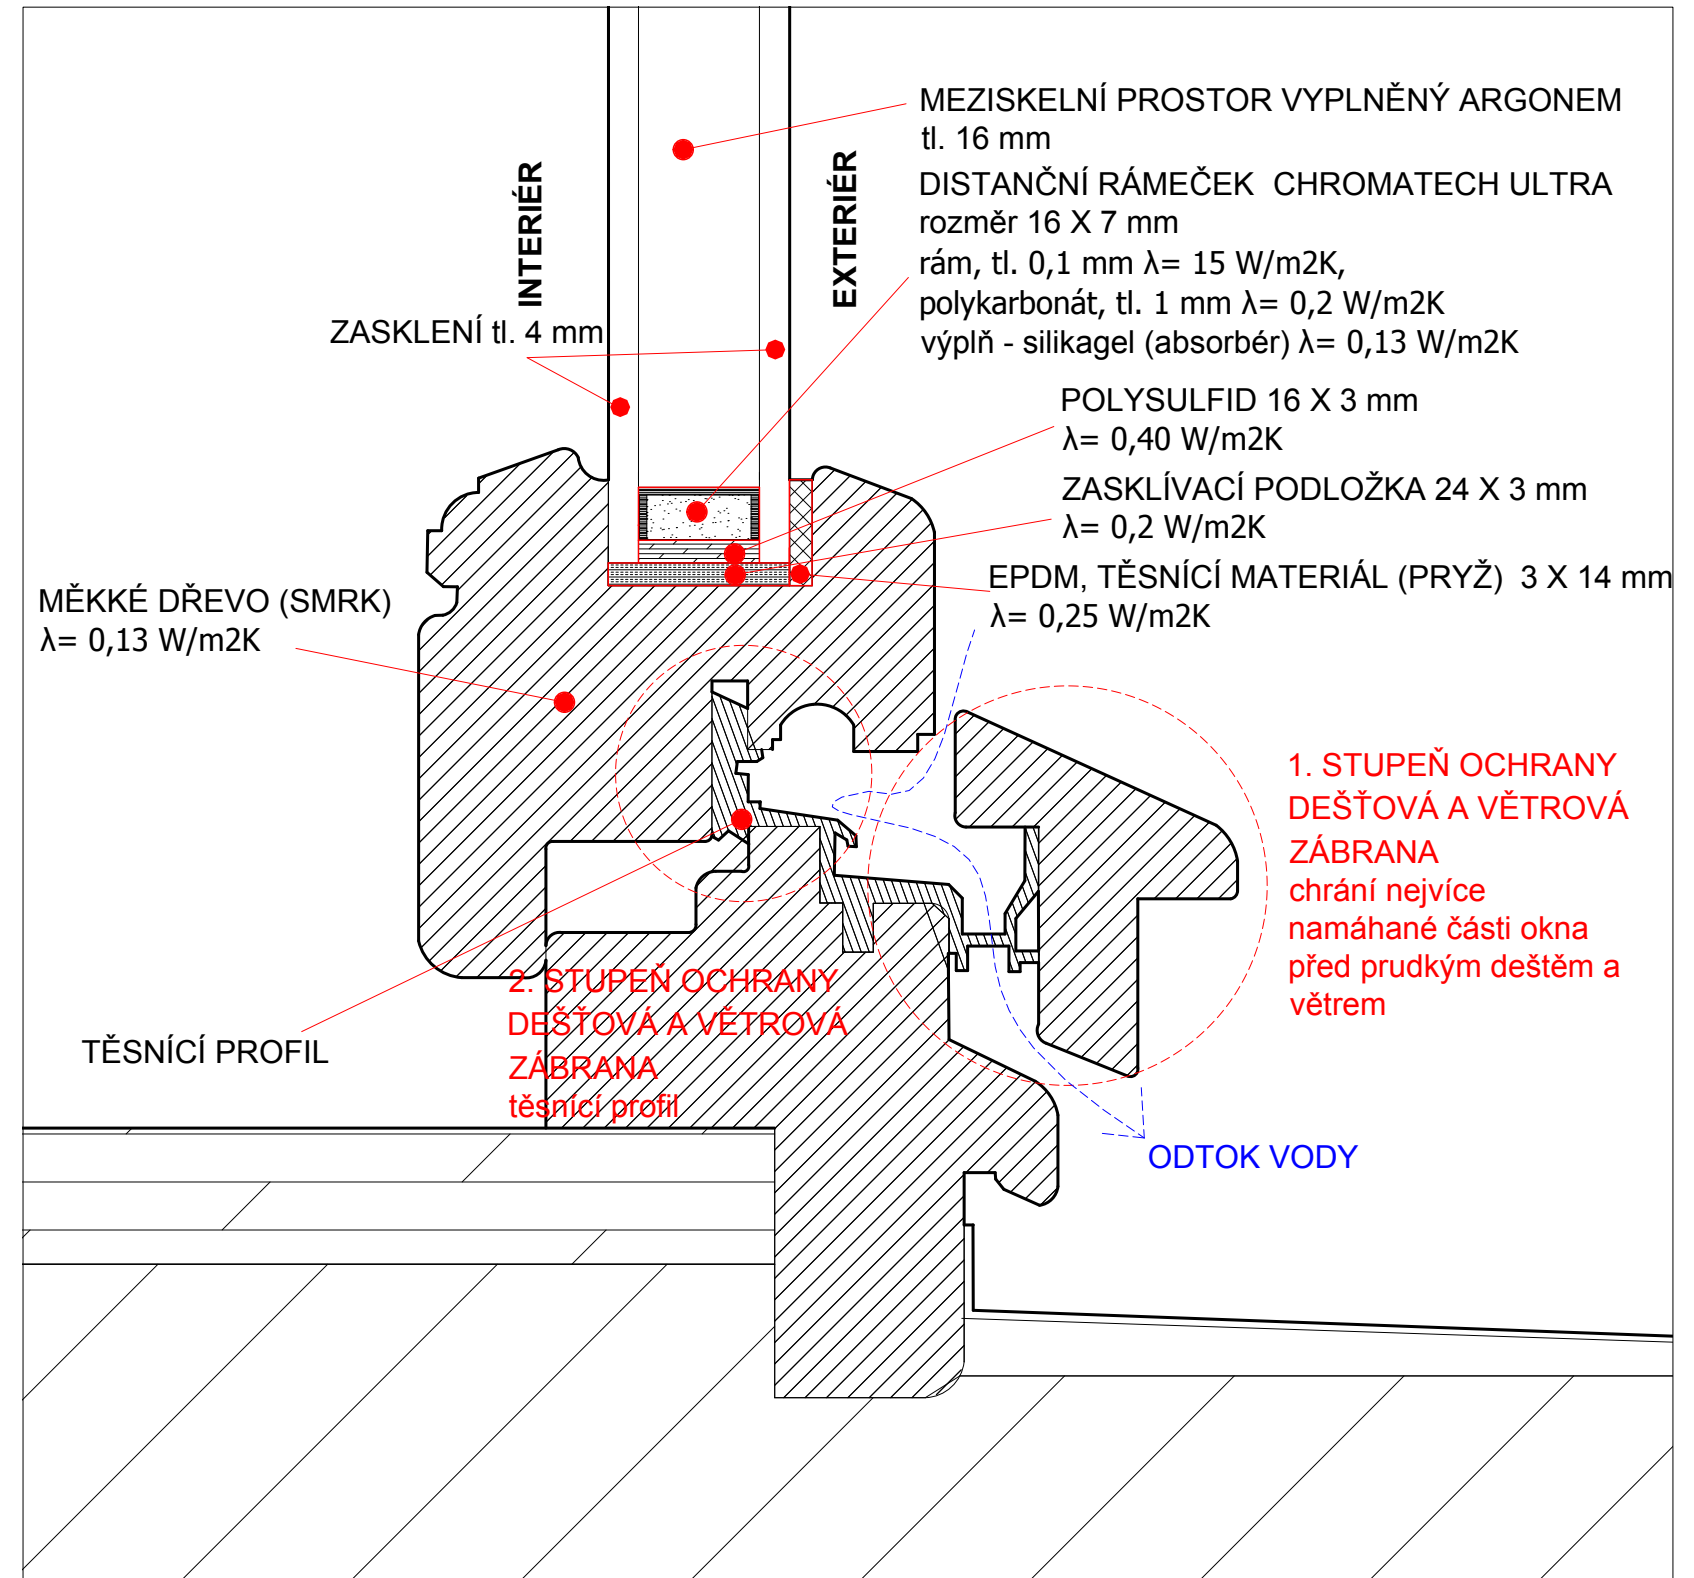 MEZISKELNÍ PROSTOR VYPLNĚNÝ ARGONEM
tl. 16 mm
DISTANČNÍ RÁMEČEK CHROMATECH ULTRA
rozměr 16 X 7 mm
rám, tl. 0,1 mm λ= 15 W/m2K,
polykarbonát, tl. 1 mm λ= 0,2 W/m2K
výplň - silikagel (absorbér) λ= 0,13 W/m2K
INTERIÉR
EXTERIÉR
ZASKLENÍ tl. 4 mm
POLYSULFID 16 X 3 mm
λ= 0,40 W/m2K
ZASKLÍVACÍ PODLOŽKA 24 X 3 mm
λ= 0,2 W/m2K
EPDM, TĚSNÍCÍ MATERIÁL (PRYŽ) 3 X 14 mm
λ= 0,25 W/m2K
MĚKKÉ DŘEVO (SMRK)
λ= 0,13 W/m2K
1. STUPEŇ OCHRANY
DEŠŤOVÁ A VĚTROVÁ
ZÁBRANA
chrání nejvíce
namáhané části okna
před prudkým deštěm a
větrem
2. STUPEŇ OCHRANY
DEŠŤOVÁ A VĚTROVÁ
ZÁBRANA
těsnící profil
TĚSNÍCÍ PROFIL
ODTOK VODY